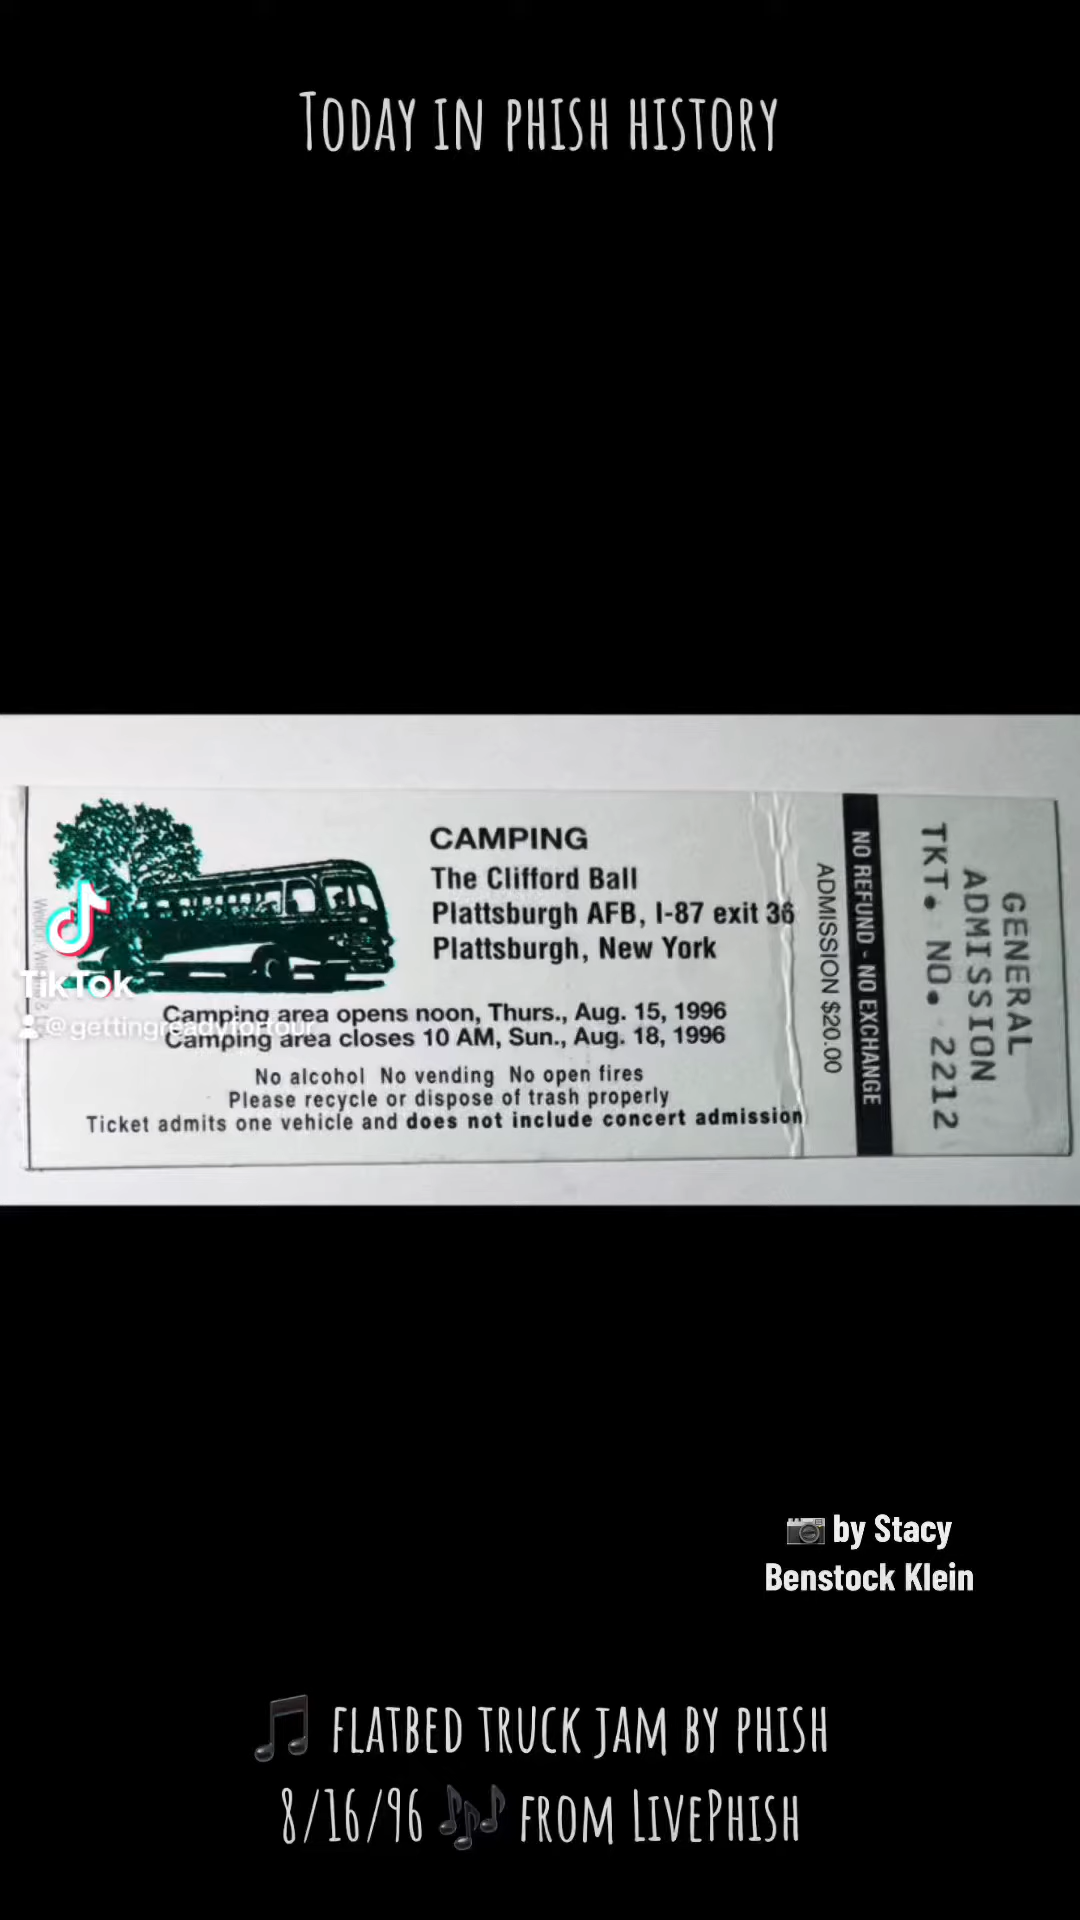 TODAY IN PHISH HISTORY
CAMPING
The Clifford Ball
Plattsburgh AFB, I-87 exit 36
Plattsburgh, New York
Camping area opens noon, Thurs., Aug. 15, 1996
Camping area closes 10 AM, Sun., Aug. 18, 1996
No alcohol No vending No open fires
Please recycle or dispose of trash properly
Ticket admits one vehicle and does not include concert admission
ADMISSION $20.00
NO REFUND - NO EXCHANGE
TKT. NO. 2212
GENERAL
ADMISSION
TikTok
@gettingreadyfortour
📷 by Stacy
Benstock Klein
🎵 FLATBED TRUCK JAM BY PHISH
8/16/96 🎶 FROM LIVEPHISH